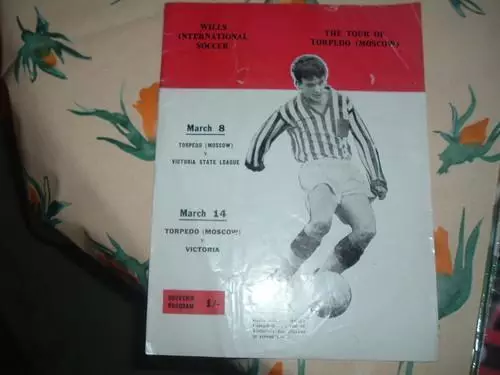 WILLS
INTERNATIONAL
SOCCER
THE TOUR OF
TORPEDO (MOSCOW)
March 8
TORPEDO (MOSCOW)
v
VICTORIA STATE LEAGUE
March 14
TORPEDO (MOSCOW)
v
VICTORIA
SOUVENIR
PROGRAM
1/-